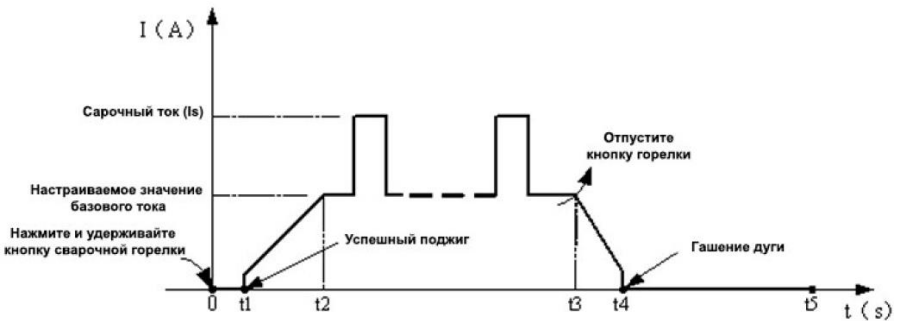 I(A)
Сарочный ток (Is)
Отпустите
кнопку горелки
Настраиваемое значение
базового тока
Нажмите и удерживайте
кнопку сварочной горелки
Успешный поджиг
Гашение дуги
0 t1 t2 t3 t4 t5
t(s)